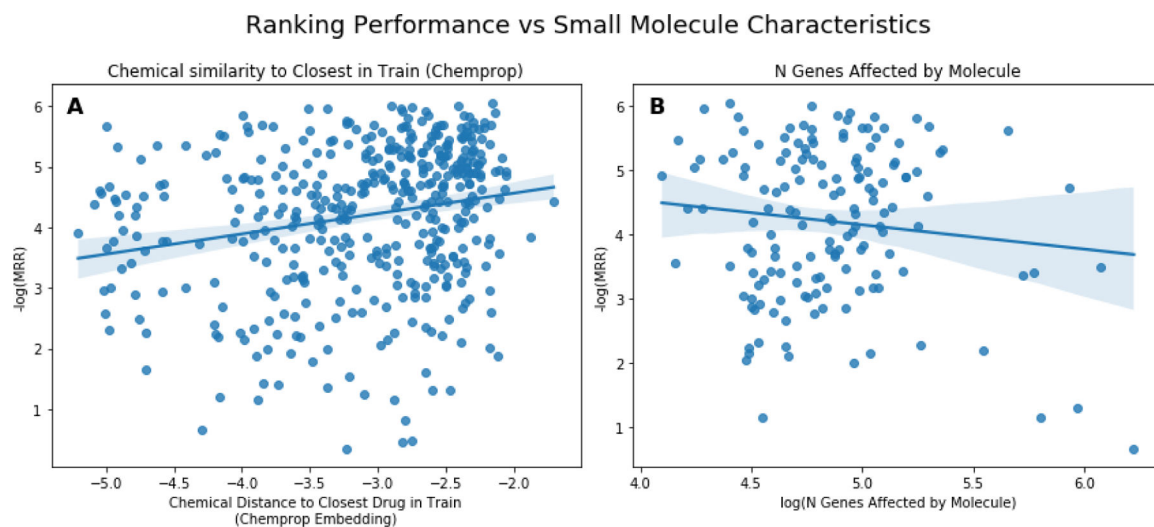 Ranking Performance vs Small Molecule Characteristics
Chemical similarity to Closest in Train (Chemprop)
A
-log(MRR)
6
5
4
3
2
1
−5.0 −4.5 −4.0 −3.5 −3.0 −2.5 −2.0
Chemical Distance to Closest Drug in Train
(Chemprop Embedding)
N Genes Affected by Molecule
B
-log(MRR)
6
5
4
3
2
1
4.0 4.5 5.0 5.5 6.0
log(N Genes Affected by Molecule)